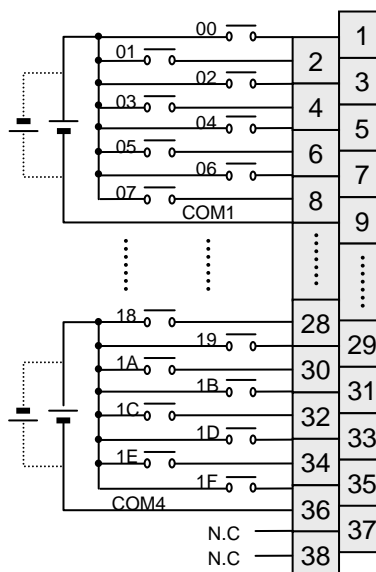 00 1
01 2
02 3
03 4
04 5
05 6
06 7
07 8
COM1 9
18 28
19 29
1A 30
1B 31
1C 32
1D 33
1E 34
1F 35
COM4 36
N.C 37
N.C 38